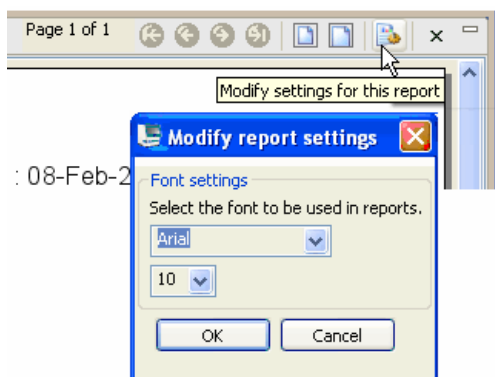 Page 1 of 1
Modify settings for this report
Modify report settings
: 08-Feb-2
Font settings
Select the font to be used in reports.
Arial
10
OK
Cancel